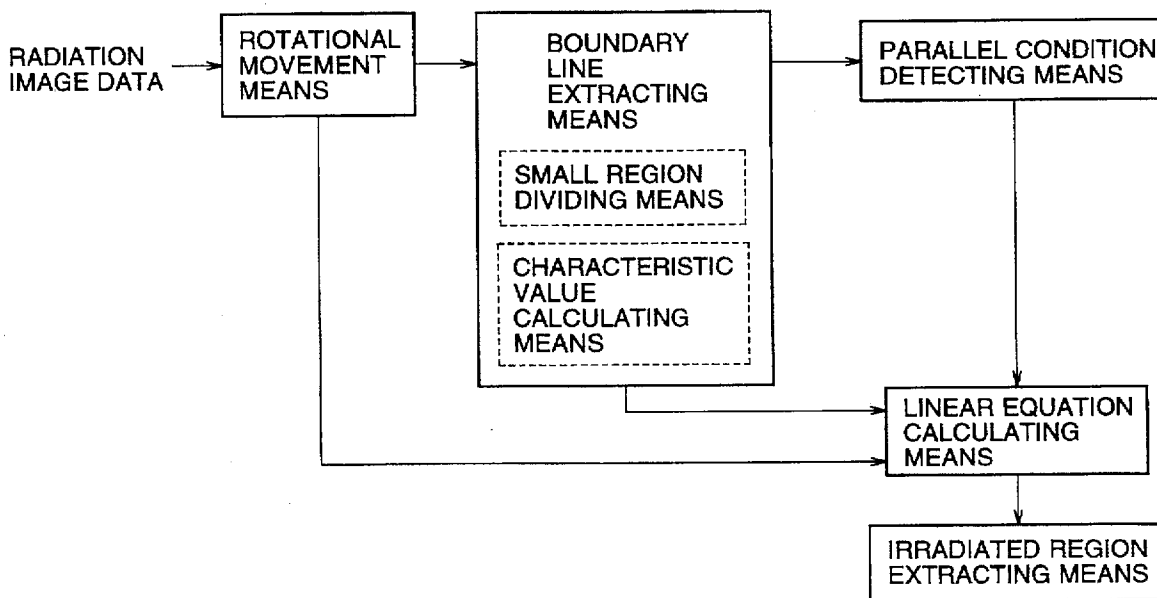 RADIATION
IMAGE DATA
ROTATIONAL
MOVEMENT
MEANS
BOUNDARY
LINE
EXTRACTING
MEANS
SMALL REGION
DIVIDING MEANS
CHARACTERISTIC
VALUE
CALCULATING
MEANS
PARALLEL CONDITION
DETECTING MEANS
LINEAR EQUATION
CALCULATING
MEANS
IRRADIATED REGION
EXTRACTING MEANS